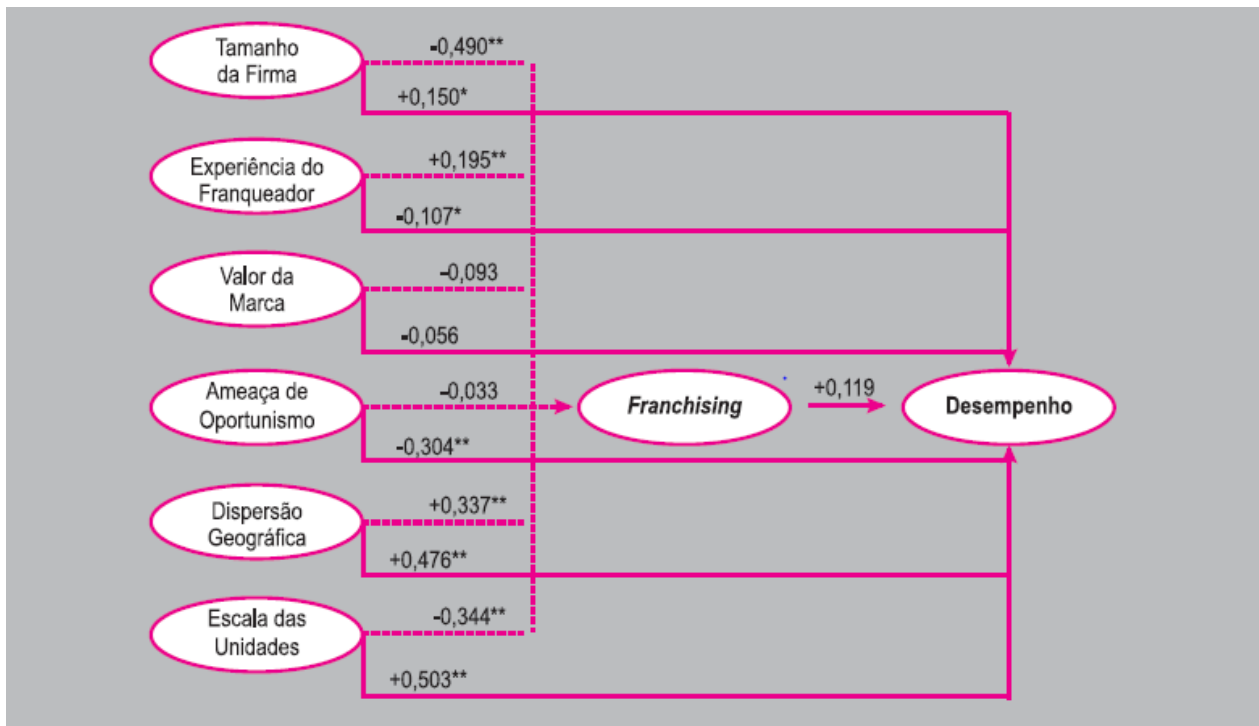 Tamanho
da Firma
-0,490**
+0,150*
Experiência do
Franqueador
+0,195**
-0,107*
Valor da
Marca
-0,093
-0,056
Ameaça de
Oportunismo
-0,033
-0,304**
Franchising
+0,119
Desempenho
Dispersão
Geográfica
+0,337**
+0,476**
Escala das
Unidades
-0,344**
+0,503**